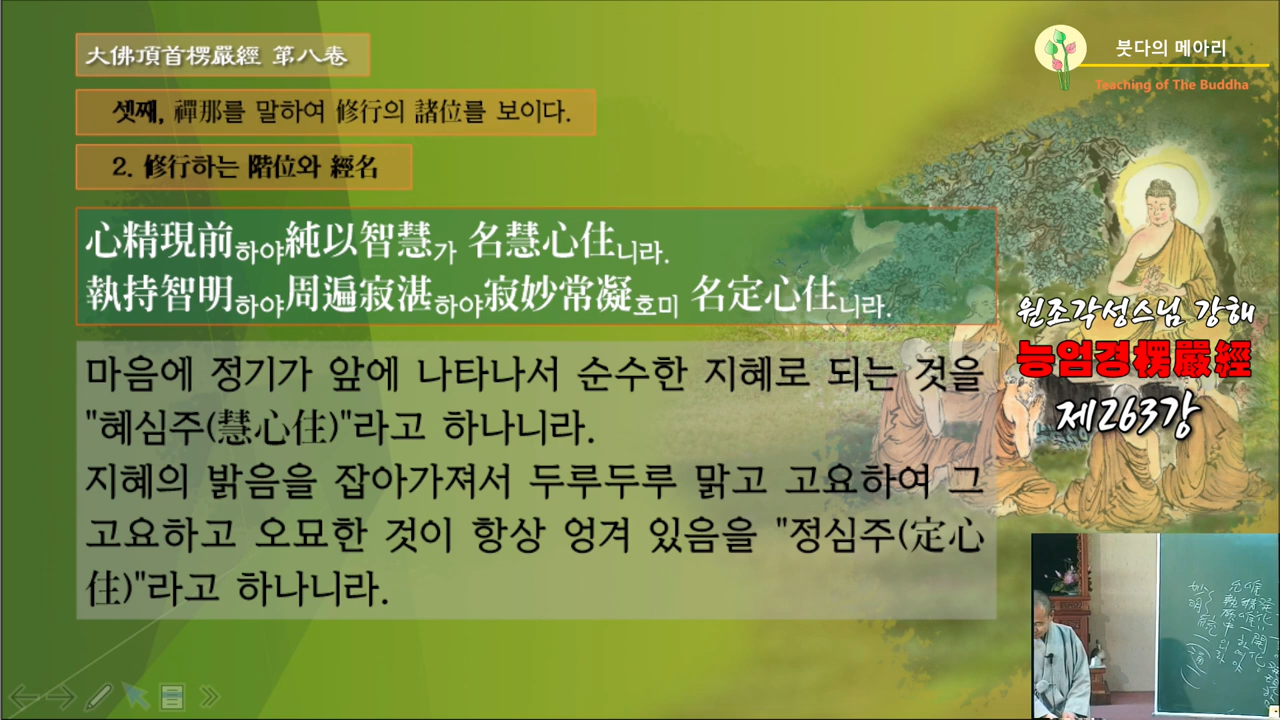 大佛頂首楞嚴經 第八卷
셋째, 禪那를 말하여 修行의 諸位를 보이다.
2. 修行하는 階位와 經名
心精現前하야純以智慧가 名慧心住니라.
執持智明하야周遍寂湛하야寂妙常凝호미 名定心住니라.
마음에 정기가 앞에 나타나서 순수한 지혜로 되는 것을
"혜심주(慧心住)"라고 하나니라.
지혜의 밝음을 잡아가져서 두루두루 맑고 고요하여 그
고요하고 오묘한 것이 항상 엉겨 있음을 "정심주(定心
住)"라고 하나니라.
붓다의 메아리
Teaching of The Buddha
원조각성스님 강해
능엄경楞嚴經
제263강